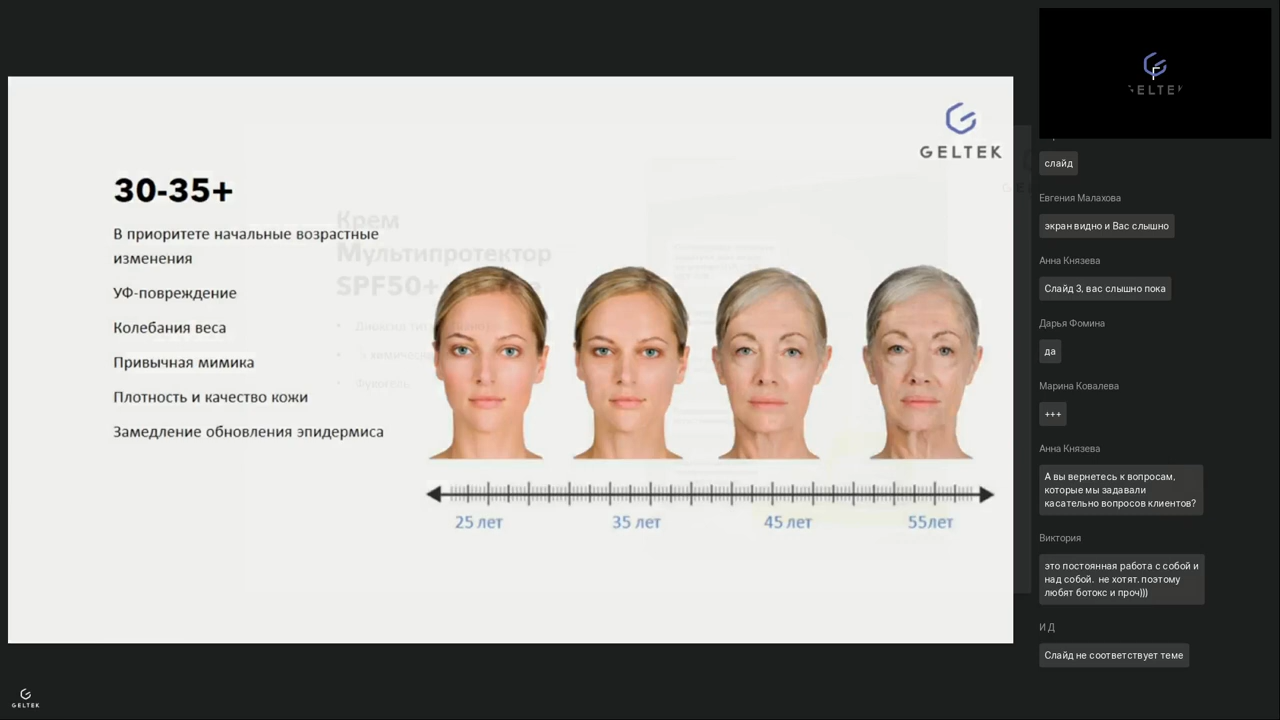 GELTEK
30-35+
В приоритете начальные возрастные
изменения
УФ-повреждение
Колебания веса
Привычная мимика
Плотность и качество кожи
Замедление обновления эпидермиса
Крем
Мультипротектор
SPF50+
25 лет
35 лет
45 лет
55лет
слайд
Евгения Малахова
экран видно и Вас слышно
Анна Князева
Слайд 3, вас слышно пока
Дарья Фомина
да
Марина Ковалева
+++
Анна Князева
А вы вернетесь к вопросам,
которые мы задавали
касательно вопросов клиентов?
Виктория
это постоянная работа с собой и
над собой. не хотят. поэтому
любят ботокс и проч)))
И Д
Слайд не соответствует теме
GELTEK